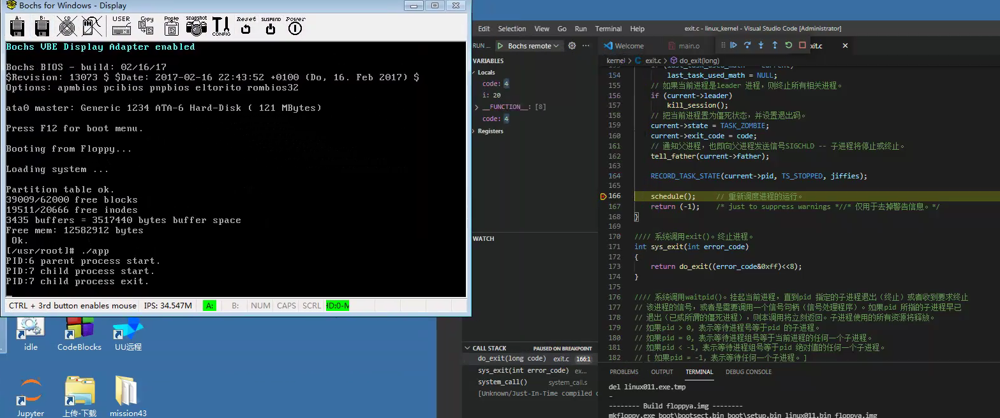 Bochs for Windows - Display
A: B: CD USER Copy Paste snapshot CONFIG Reset SUSPEND Power
Bochs VBE Display Adapter enabled
Bochs BIOS - build: 02/16/17
$Revision: 13073 $ $Date: 2017-02-16 22:43:52 +0100 (Do, 16. Feb 2017) $
Options: apmbios pcibios pnpbios eltorito rombios32
ata0 master: Generic 1234 ATA-6 Hard-Disk ( 121 MBytes)
Press F12 for boot menu.
Booting from Floppy...
Loading system ...
Partition table ok.
39009/62000 free blocks
19511/20666 free inodes
3435 buffers = 3517440 bytes buffer space
Free mem: 12582912 bytes
Ok.
[/usr/root]# ./app
PID:6 parent process start.
PID:7 child process start.
PID:7 child process exit.
CTRL + 3rd button enables mouse IPS: 34.547M A: B: NUM CAPS SCRL HD:0-M
idle
CodeBlocks
UU远程
Jupyter
上传-下载
mission43
Edit Selection View Go Run Terminal Help
exit.c - linux_kernel - Visual Studio Code [Administrator]
RUN ... Bochs remote
VARIABLES
Locals
code: 4
i: 20
__FUNCTION__: [8]
code: 4
Registers
WATCH
CALL STACK PAUSED ON BREAKPOINT
do_exit(long code) exit.c 166:1
sys_exit(int error_code) ex...
system_call() system_call.s
[Unknown/Just-In-Time compiled c
Welcome main.o xit.c
kernel > C exit.c > do_exit(long)
153 if (last_task_used_math == current)
154 last_task_used_math = NULL;
155 // 如果当前进程是leader 进程，则终止所有相关进程。
156 if (current->leader)
157 kill_session();
158 // 把当前进程置为僵死状态，并设置退出码。
159 current->state = TASK_ZOMBIE;
160 current->exit_code = code;
161 // 通知父进程，也即向父进程发送信号SIGCHLD -- 子进程将停止或终止。
162 tell_father(current->father);
163
164 RECORD_TASK_STATE(current->pid, TS_STOPPED, jiffies);
165
166 schedule(); // 重新调度进程的运行。
167 return (-1); /* just to suppress warnings *//* 仅用于去掉警告信息。*/
168 }
169
170 //// 系统调用exit()。终止进程。
171 int sys_exit(int error_code)
172 {
173 return do_exit((error_code&0xff)<<8);
174 }
175
176 //// 系统调用waitpid()。挂起当前进程，直到pid 指定的子进程退出（终止）或者收到要求终止
177 // 该进程的信号，或者是需要调用一个信号句柄（信号处理程序）。如果pid 所指的子进程早已
178 // 退出（已成所谓的僵死进程），则本调用将立刻返回。子进程使用的所有资源将释放。
179 // 如果pid > 0, 表示等待进程号等于pid 的子进程。
180 // 如果pid = 0, 表示等待进程组号等于当前进程的任何一个子进程。
181 // 如果pid < -1, 表示等待进程组号等于pid 绝对值的任何一个子进程。
182 // [ 如果pid = -1, 表示等待任何一个子进程。]
PROBLEMS OUTPUT TERMINAL DEBUG CONSOLE
del linux011.exe.tmp
-
-------- Build floppya.img --------
mkfloppy.exe boot\bootsect.bin boot\setup.bin linux011.bin floppya.img